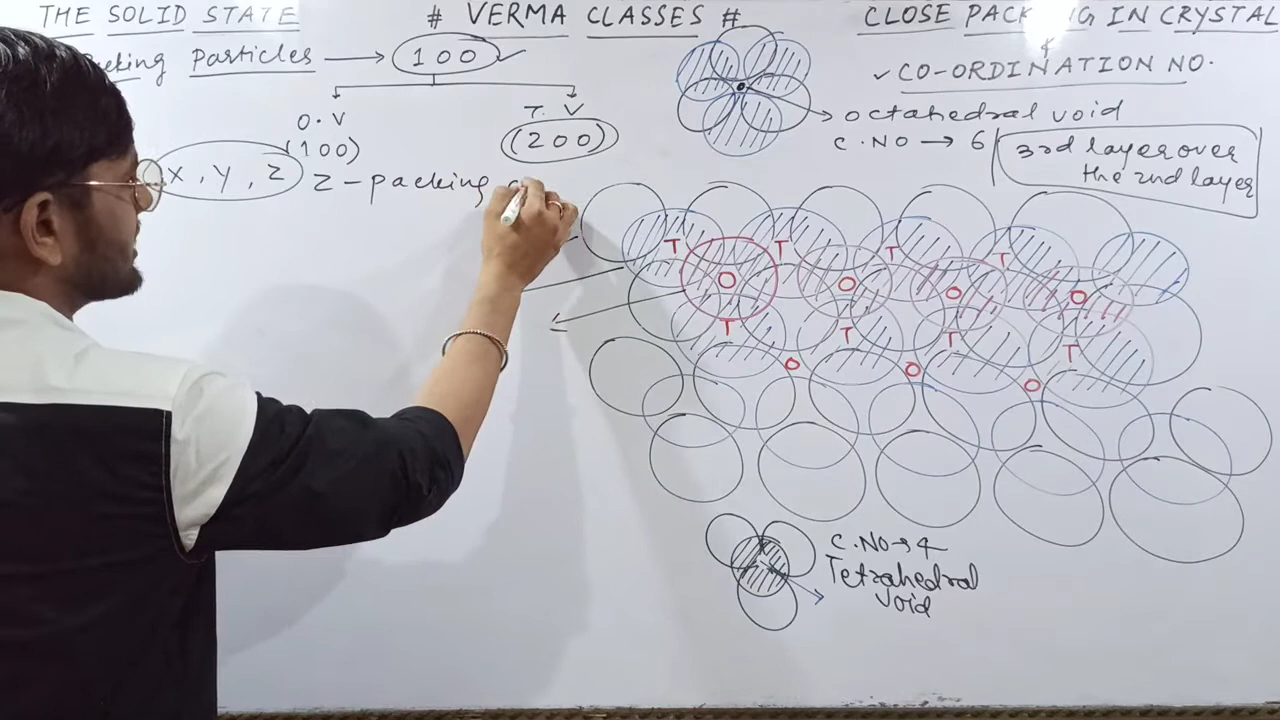 THE SOLID STATE
# VERMA CLASSES #
CLOSE PACKING IN CRYSTAL
&
✓ CO-ORDINATION NO.
Particles → 100 ✓
O.V
(100)
T.V
(200)
x, y, z
z - packing
octahedral void
C.NO → 6
3rd layer over
the 2nd layer
T T T T
O O O O
T T T T
O O O
C.NO → 4
Tetrahedral
void